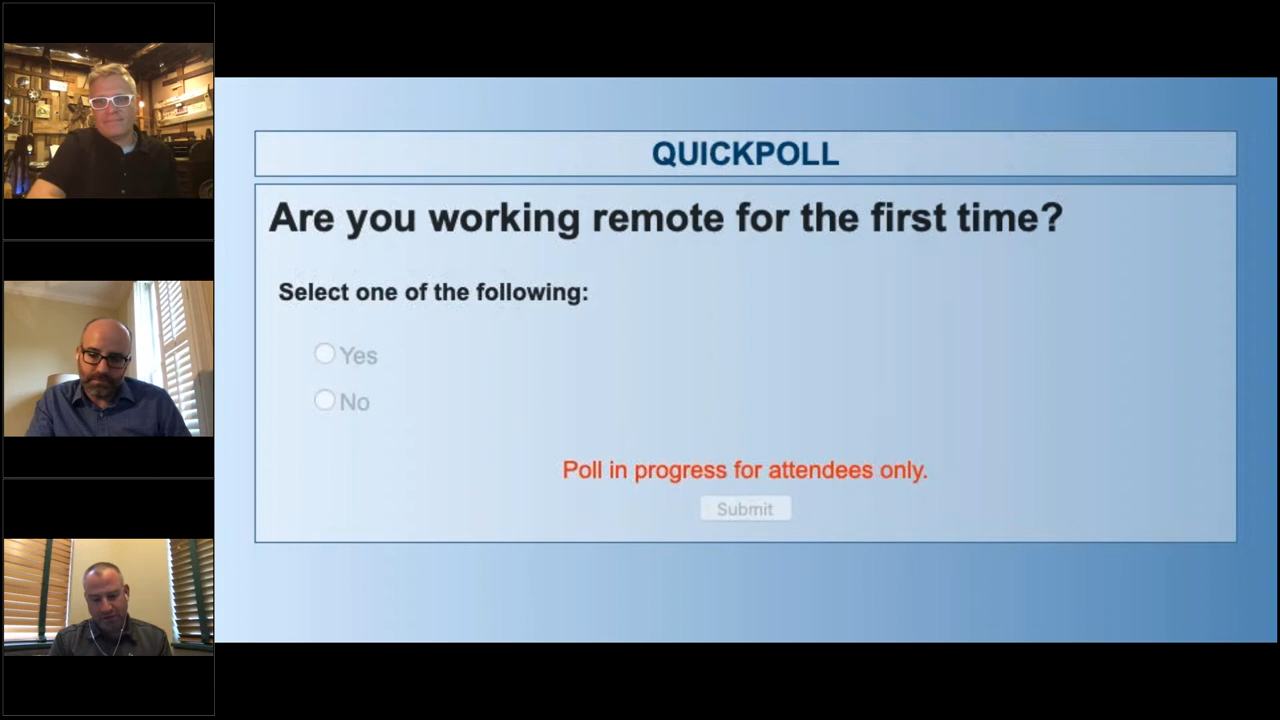 QUICKPOLL
Are you working remote for the first time?
Select one of the following:
Yes
No
Poll in progress for attendees only.
Submit